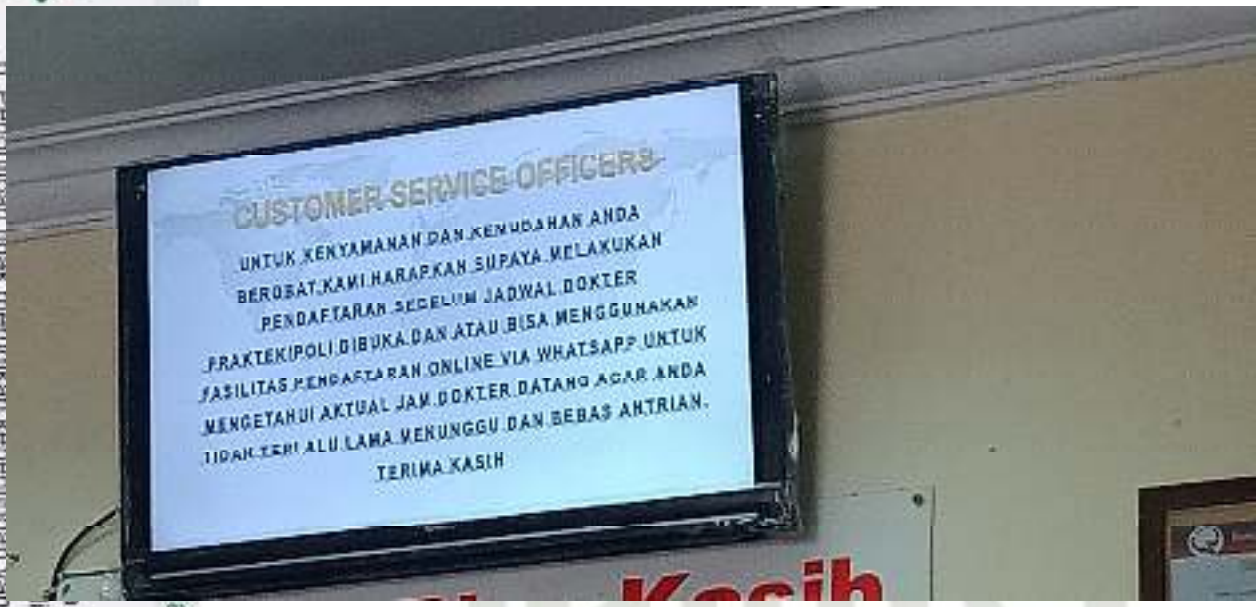 CUSTOMER SERVICE OFFICERS
UNTUK KENYAMANAN DAN KEMUDAHAN ANDA
BEROBAT KAMI HARAPKAN SUPAYA MELAKUKAN
PENDAFTARAN SEBELUM JADWAL DOKTER
PRAKTEK/POLI DIBUKA DAN ATAU BISA MENGGUNAKAN
FASILITAS PENDAFTARAN ONLINE VIA WHATSAPP UNTUK
MENGETAHUI AKTUAL JAM DOKTER DATANG AGAR ANDA
TIDAK TERLALU LAMA MENUNGGU DAN BEBAS ANTRIAN.
TERIMA KASIH
Kasih